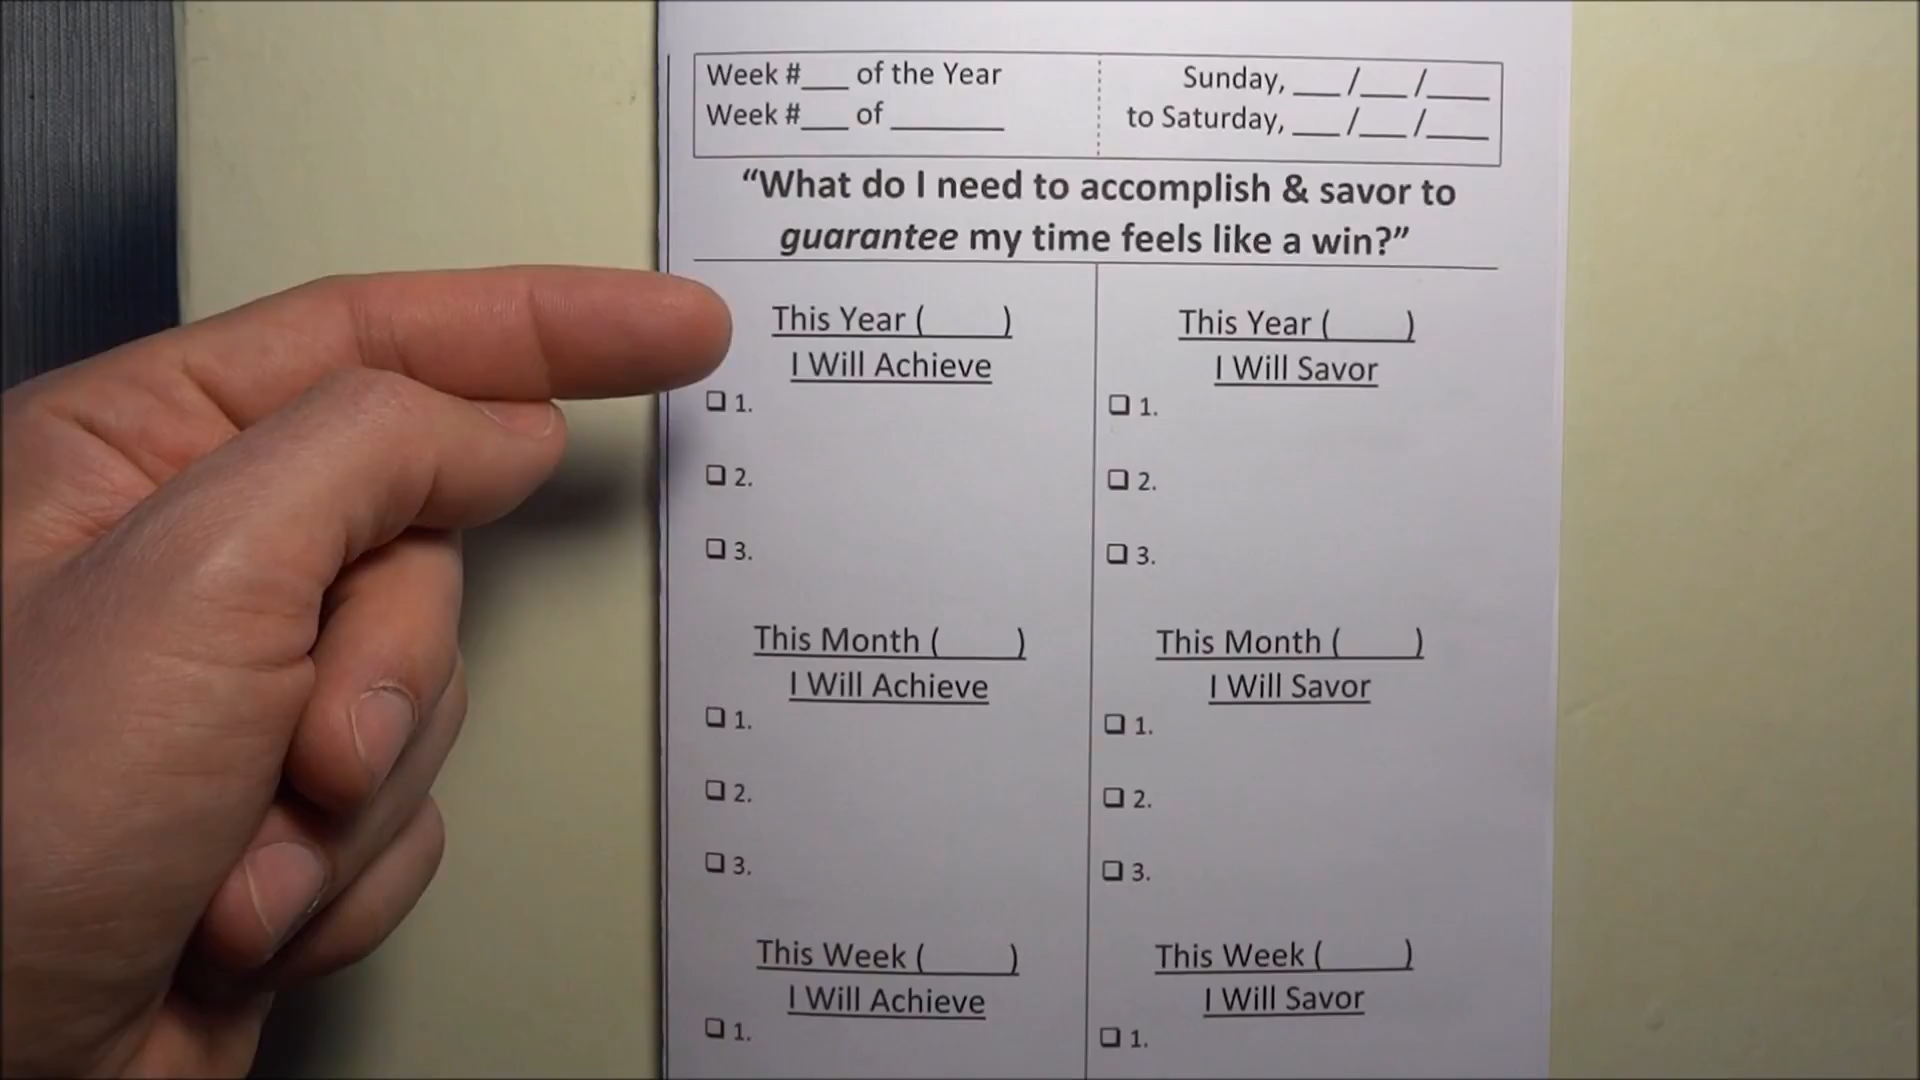 Week #___ of the Year
Week #___ of ________
Sunday, ___ /___ /____
to Saturday, ___ /___ /____
“What do I need to accomplish & savor to
guarantee my time feels like a win?”
This Year (_____)
I Will Achieve
❏ 1.
❏ 2.
❏ 3.
This Year (_____)
I Will Savor
❏ 1.
❏ 2.
❏ 3.
This Month (_____)
I Will Achieve
❏ 1.
❏ 2.
❏ 3.
This Month (_____)
I Will Savor
❏ 1.
❏ 2.
❏ 3.
This Week (_____)
I Will Achieve
❏ 1.
This Week (_____)
I Will Savor
❏ 1.